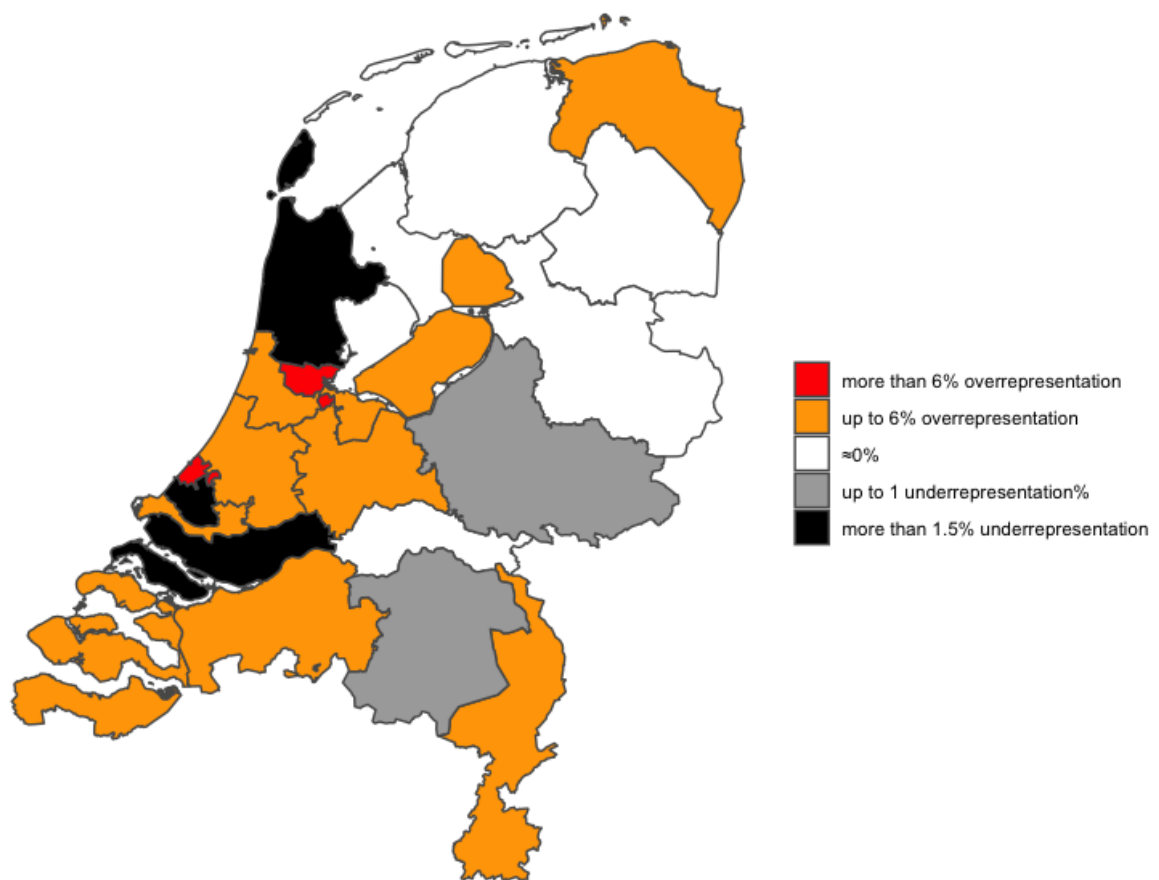 more than 6% overrepresentation
up to 6% overrepresentation
≈0%
up to 1 underrepresentation%
more than 1.5% underrepresentation